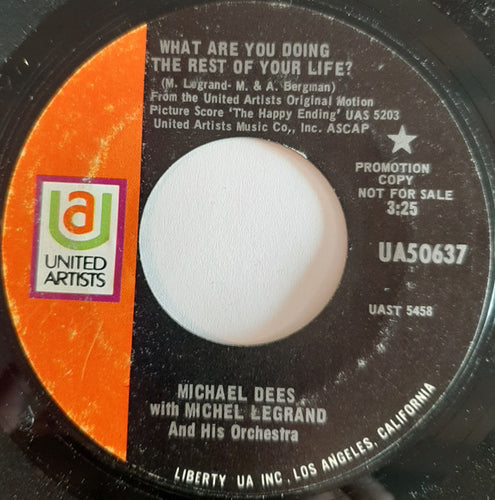 WHAT ARE YOU DOING
THE REST OF YOUR LIFE?
(M. Legrand- M. & A. Bergman)
From the United Artists Original Motion
Picture Score 'The Happy Ending' UAS 5203
United Artists Music Co., Inc. ASCAP
PROMOTION
COPY
NOT FOR SALE
3:25
UA50637
UAST 5458
ua
UNITED
ARTISTS
MICHAEL DEES
with MICHEL LEGRAND
And His Orchestra
LIBERTY UA INC., LOS ANGELES, CALIFORNIA